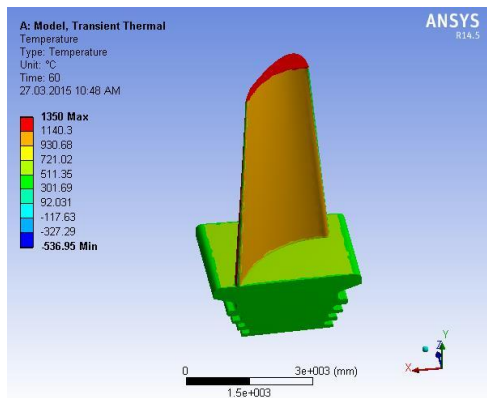 A: Model, Transient Thermal
Temperature
Type: Temperature
Unit: °C
Time: 60
27.03.2015 10:48 AM
ANSYS
R14.5
1350 Max
1140.3
930.68
721.02
511.35
301.69
92.031
-117.63
-327.29
-536.95 Min
0
3e+003 (mm)
1.5e+003
Y
Z
X